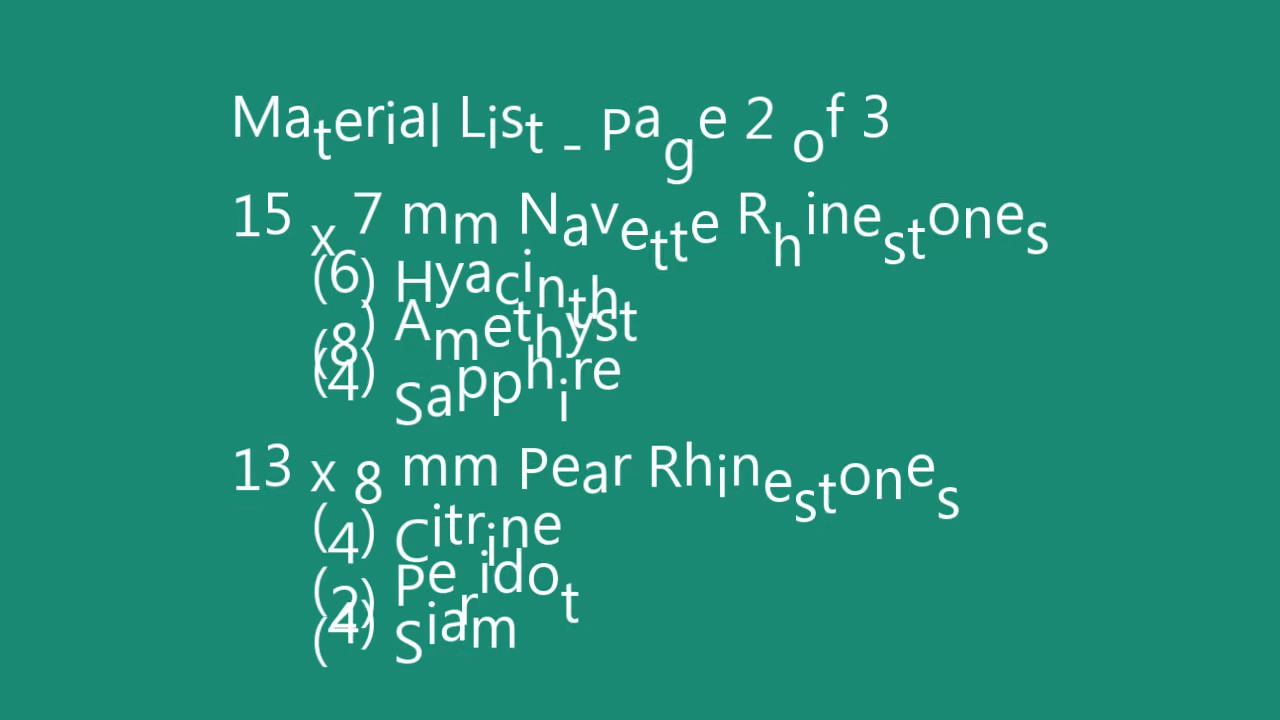 Material List - Page 2 of 3
15 x 7 mm Navette Rhinestones
(6) Hyacinth
(8) Amethyst
(4) Sapphire
13 x 8 mm Pear Rhinestones
(4) Citrine
(2) Peridot
(4) Siam